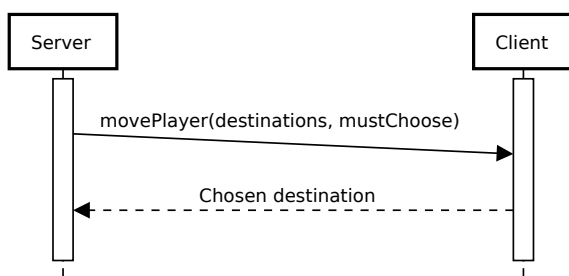 Server
Client
movePlayer(destinations, mustChoose)
Chosen destination